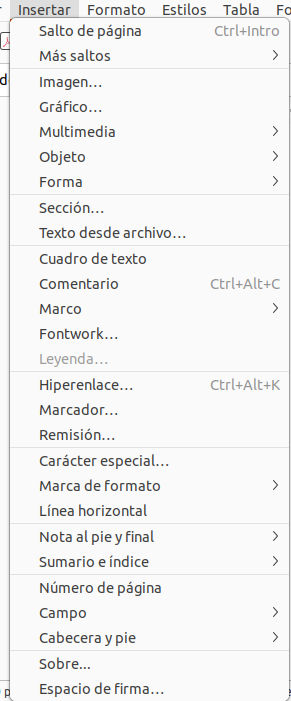 Insertar Formato Estilos Tabla Fo
Salto de página Ctrl+Intro
Más saltos
Imagen...
Gráfico...
Multimedia
Objeto
Forma
Sección...
Texto desde archivo...
Cuadro de texto
Comentario Ctrl+Alt+C
Marco
Fontwork...
Leyenda...
Hiperenlace... Ctrl+Alt+K
Marcador...
Remisión...
Carácter especial...
Marca de formato
Línea horizontal
Nota al pie y final
Sumario e índice
Número de página
Campo
Cabecera y pie
Sobre...
Espacio de firma...